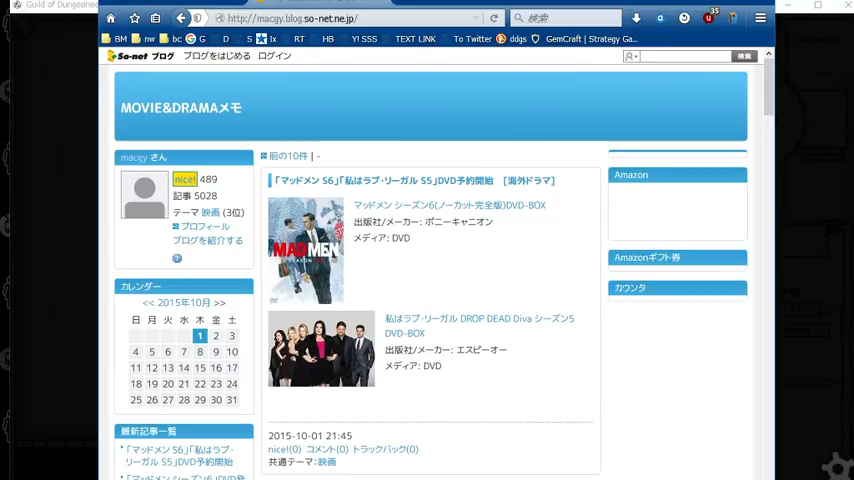 Guild of Dungeoneer
http://macgy.blog.so-net.ne.jp/
検索
35
BM nw bc G D S Ix RT HB Y! SSS TEXT LINK To Twitter ddgs GemCraft | Strategy Ga...
So-net ブログ ブログをはじめる ログイン
検索
MOVIE&DRAMAメモ
macgy さん
nice! 489
記事 5028
テーマ 映画 (3位)
プロフィール
ブログを紹介する
カレンダー
<< 2015年10月 >>
日 月 火 水 木 金 土
1 2 3
4 5 6 7 8 9 10
11 12 13 14 15 16 17
18 19 20 21 22 23 24
25 26 27 28 29 30 31
最新記事一覧
「マッドメン S6」「私はラブ・
リーガル S5」DVD予約開始
「マッドメン シーズン6」DVD発
前の10件 | -
「マッドメン S6」「私はラブ・リーガル S5」DVD予約開始 [海外ドラマ]
MAD MEN
マッドメン シーズン6(ノーカット完全版)DVD-BOX
出版社/メーカー: ポニーキャニオン
メディア: DVD
私はラブ・リーガル DROP DEAD Diva シーズン5
DVD-BOX
出版社/メーカー: エスピーオー
メディア: DVD
2015-10-01 21:45
nice!(0) コメント(0) トラックバック(0)
共通テーマ: 映画
Amazon
Amazonギフト券
カウンタ